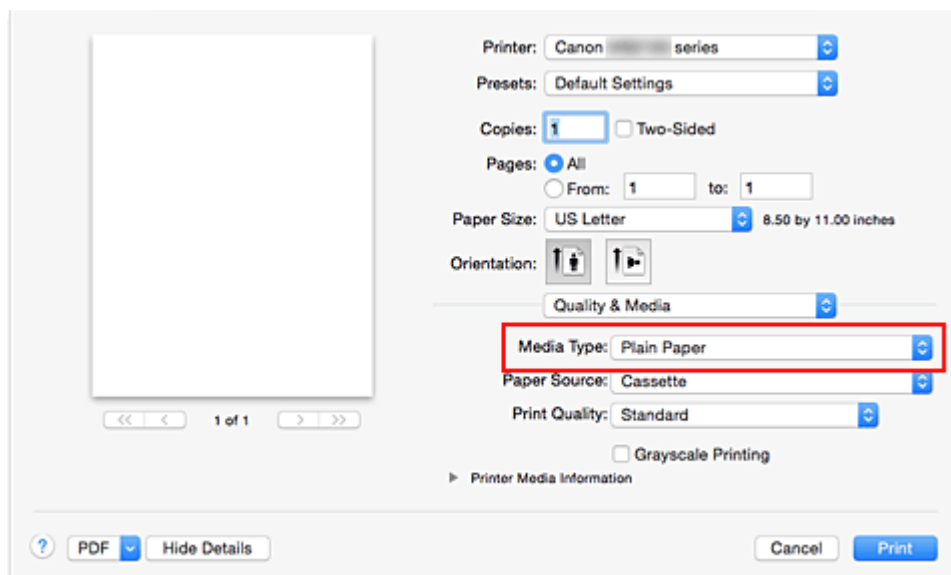 Printer: Canon series
Presets: Default Settings
Copies: 1 Two-Sided
Pages: All
From: 1 to: 1
Paper Size: US Letter 8.50 by 11.00 inches
Orientation:
Quality & Media
Media Type: Plain Paper
Paper Source: Cassette
Print Quality: Standard
Grayscale Printing
Printer Media Information
<< < 1 of 1 > >>
? PDF Hide Details Cancel Print